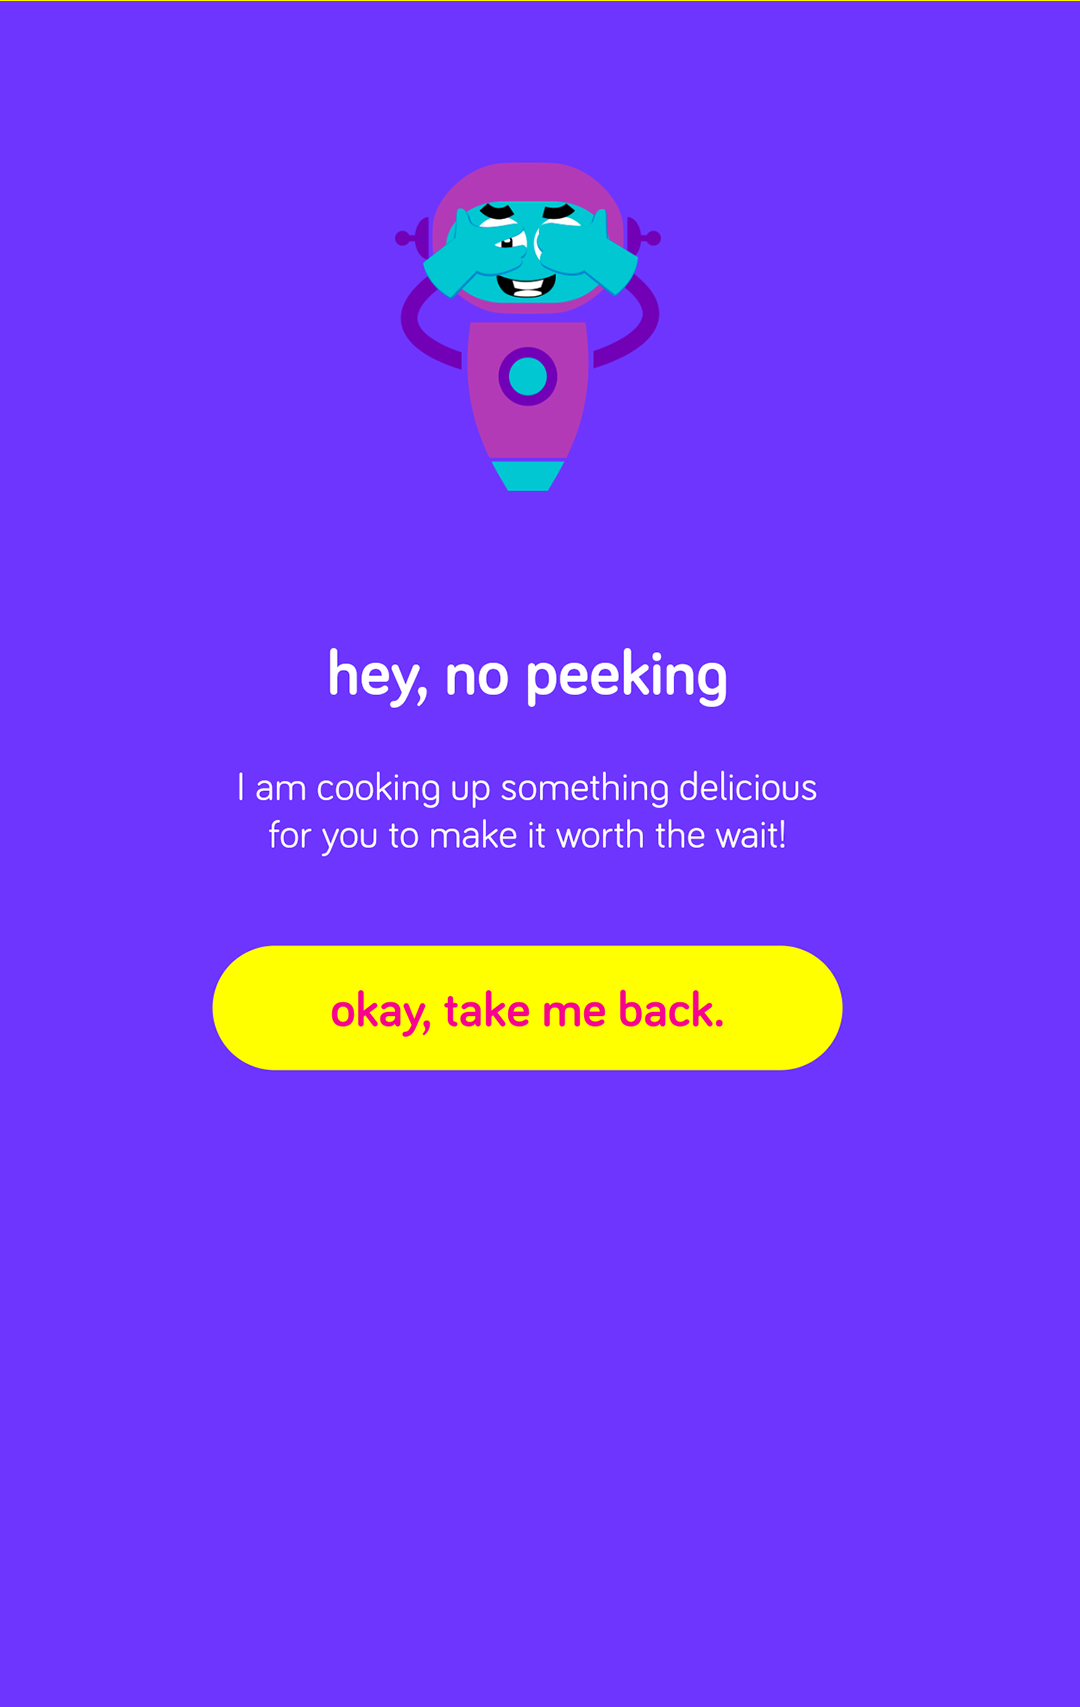 hey, no peeking
I am cooking up something delicious
for you to make it worth the wait!
okay, take me back.